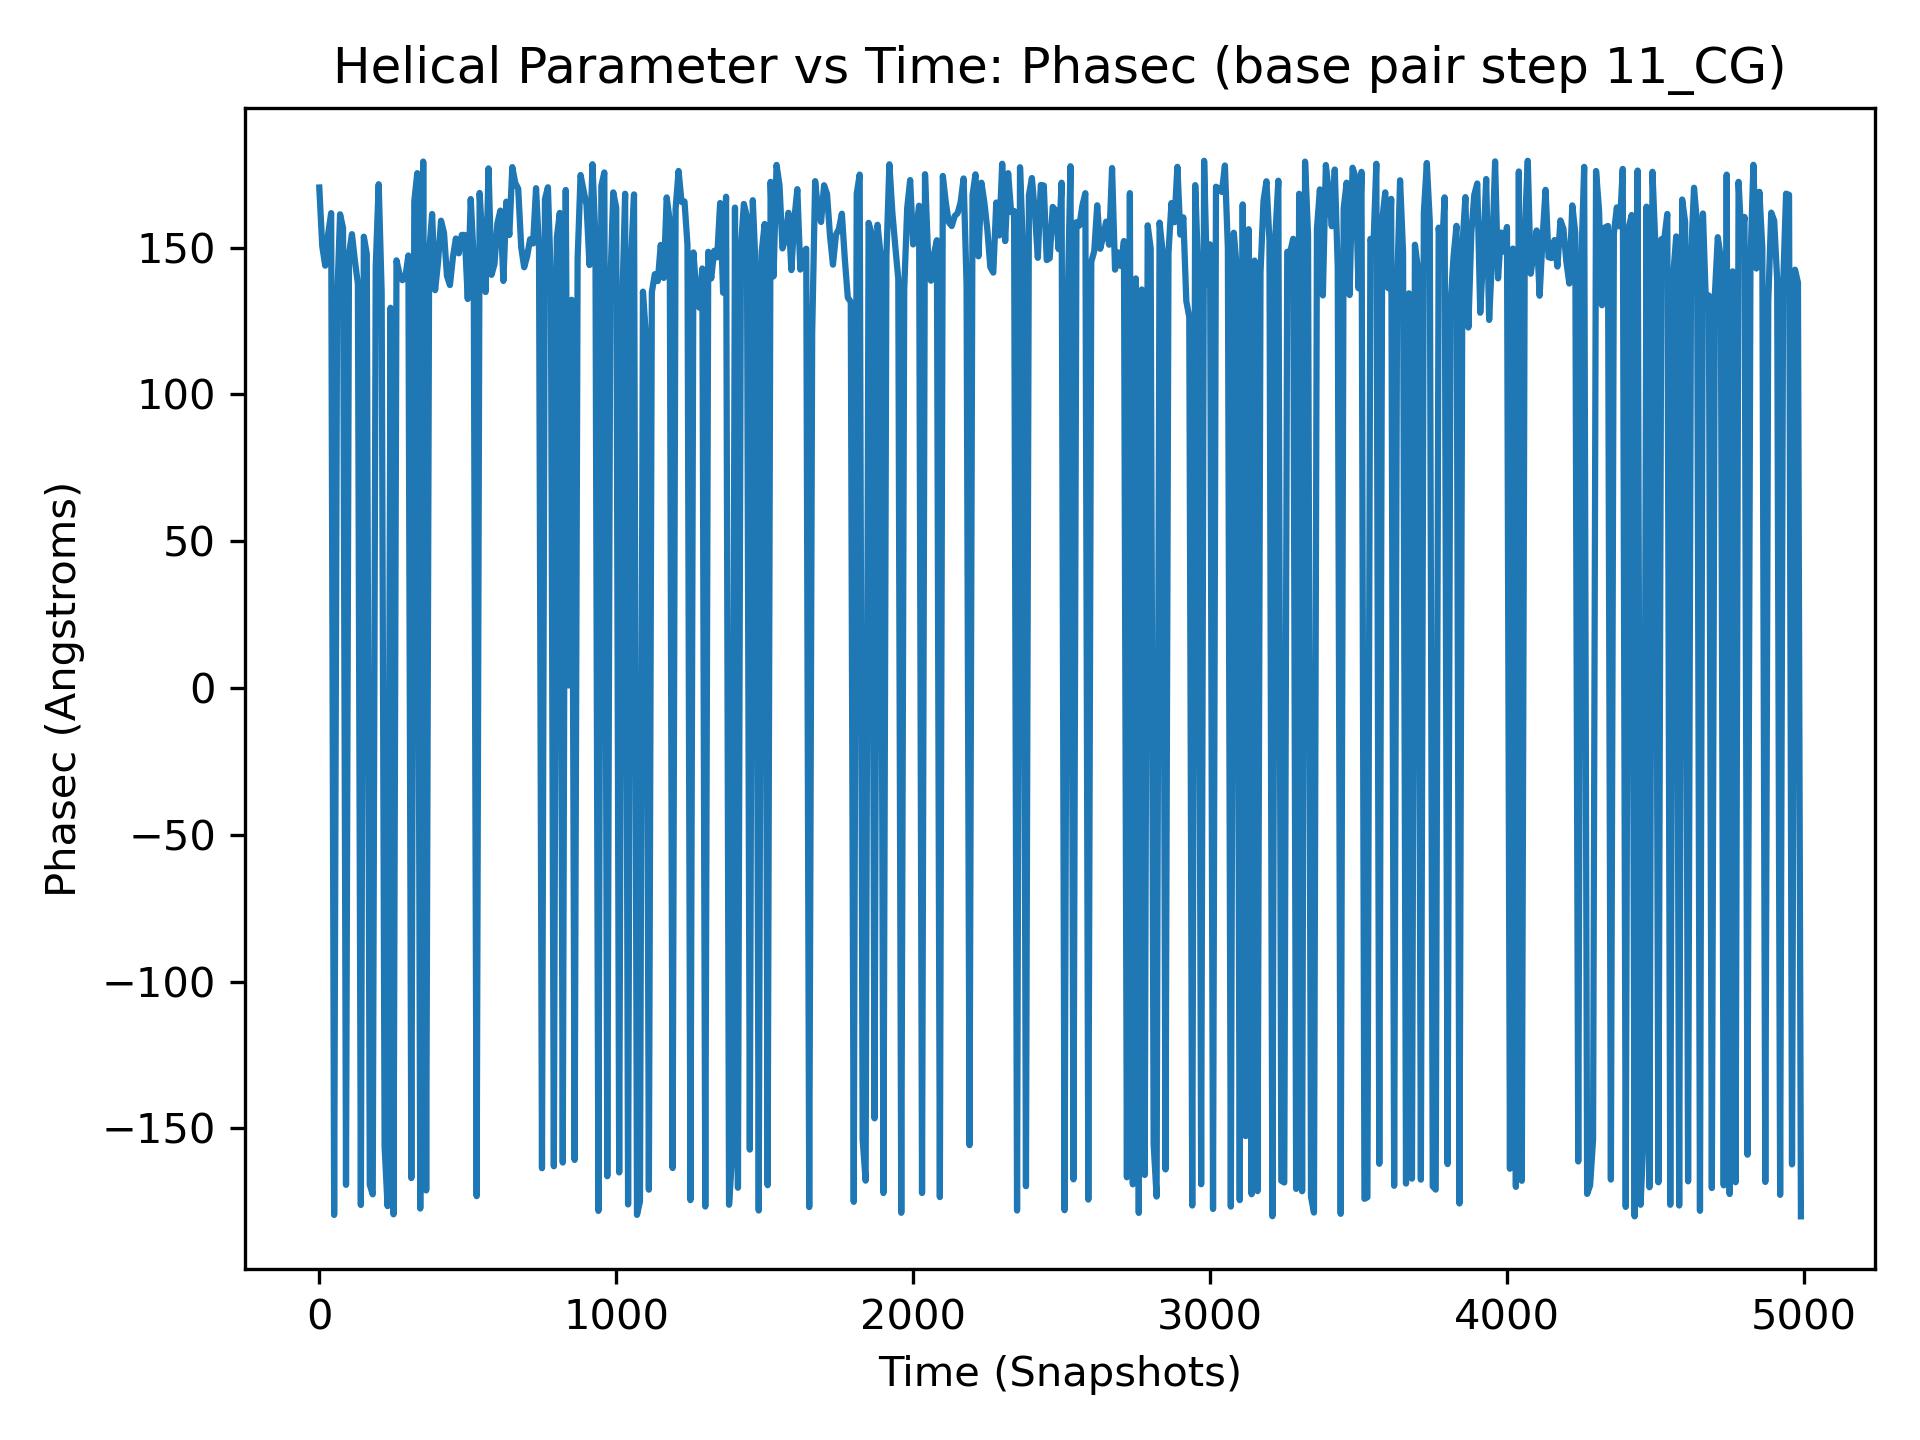 Helical Parameter vs Time: Phasec (base pair step 11_CG)
Phasec (Angstroms)
150
100
50
0
−50
−100
−150
0 1000 2000 3000 4000 5000
Time (Snapshots)